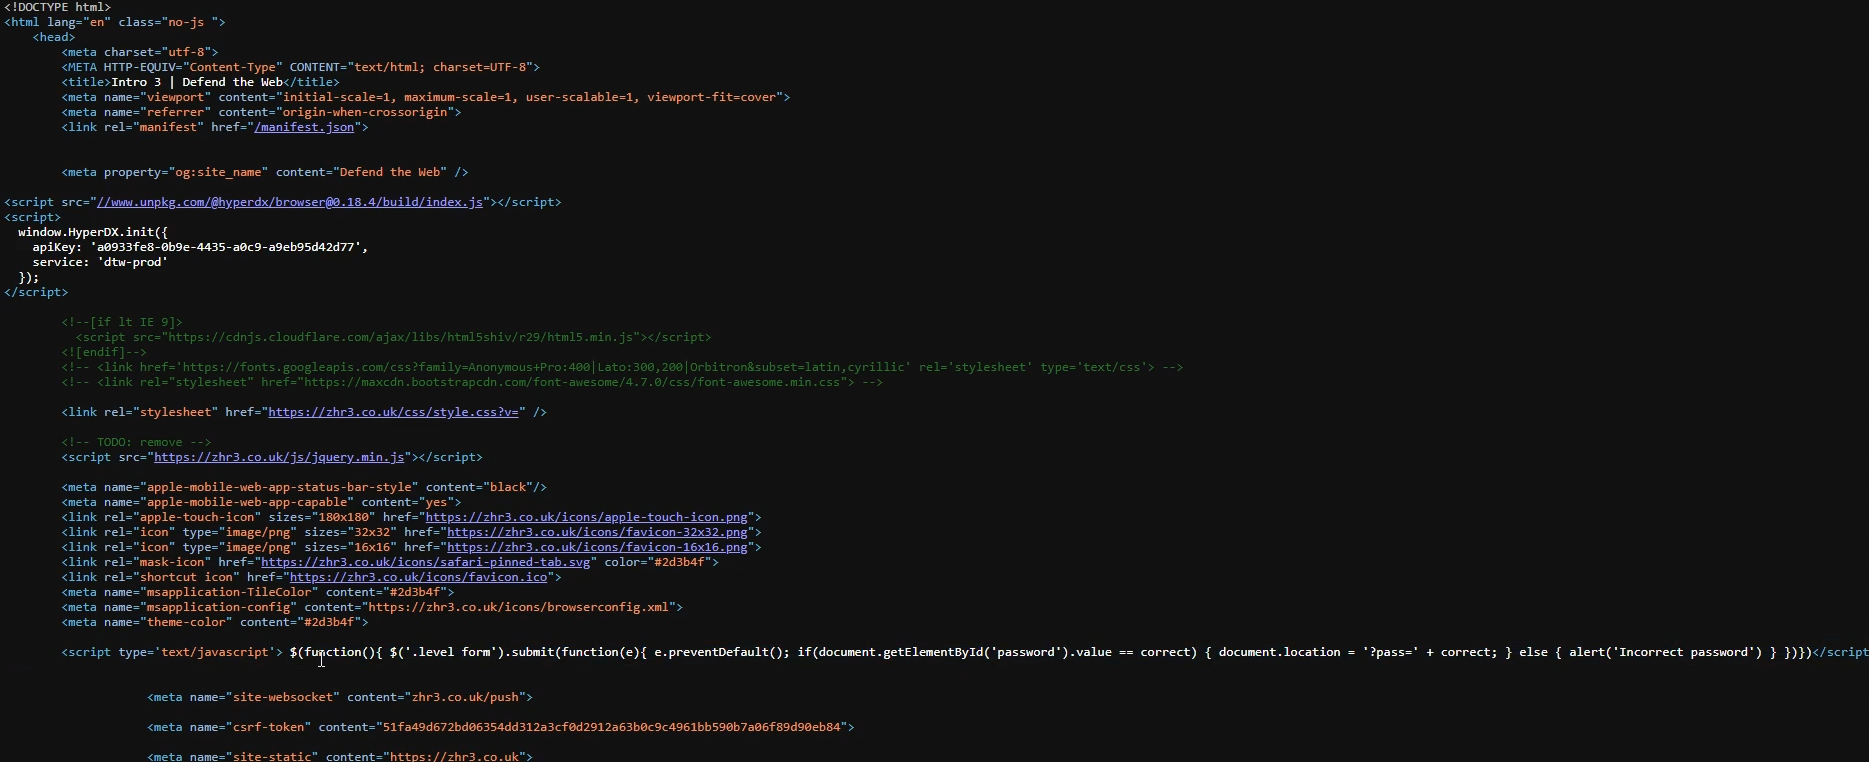 <!DOCTYPE html>
<html lang="en" class="no-js ">
<head>
<meta charset="utf-8">
<META HTTP-EQUIV="Content-Type" CONTENT="text/html; charset=UTF-8">
<title>Intro 3 | Defend the Web</title>
<meta name="viewport" content="initial-scale=1, maximum-scale=1, user-scalable=1, viewport-fit=cover">
<meta name="referrer" content="origin-when-crossorigin">
<link rel="manifest" href="/manifest.json">
<meta property="og:site_name" content="Defend the Web" />
<script src="//www.unpkg.com/@hyperdx/browser@0.18.4/build/index.js"></script>
<script>
window.HyperDX.init({
apiKey: 'a0933fe8-0b9e-4435-a0c9-a9eb95d42d77',
service: 'dtw-prod'
});
</script>
<!--[if lt IE 9]>
<script src="https://cdnjs.cloudflare.com/ajax/libs/html5shiv/r29/html5.min.js"></script>
<![endif]-->
<!-- <link href='https://fonts.googleapis.com/css?family=Anonymous+Pro:400|Lato:300,200|Orbitron&subset=latin,cyrillic' rel='stylesheet' type='text/css'> -->
<!-- <link rel="stylesheet" href="https://maxcdn.bootstrapcdn.com/font-awesome/4.7.0/css/font-awesome.min.css"> -->
<link rel="stylesheet" href="https://zhr3.co.uk/css/style.css?v=" />
<!-- TODO: remove -->
<script src="https://zhr3.co.uk/js/jquery.min.js"></script>
<meta name="apple-mobile-web-app-status-bar-style" content="black"/>
<meta name="apple-mobile-web-app-capable" content="yes">
<link rel="apple-touch-icon" sizes="180x180" href="https://zhr3.co.uk/icons/apple-touch-icon.png">
<link rel="icon" type="image/png" sizes="32x32" href="https://zhr3.co.uk/icons/favicon-32x32.png">
<link rel="icon" type="image/png" sizes="16x16" href="https://zhr3.co.uk/icons/favicon-16x16.png">
<link rel="mask-icon" href="https://zhr3.co.uk/icons/safari-pinned-tab.svg" color="#2d3b4f">
<link rel="shortcut icon" href="https://zhr3.co.uk/icons/favicon.ico">
<meta name="msapplication-TileColor" content="#2d3b4f">
<meta name="msapplication-config" content="https://zhr3.co.uk/icons/browserconfig.xml">
<meta name="theme-color" content="#2d3b4f">
<script type='text/javascript'> $(function(){ $('.level form').submit(function(e){ e.preventDefault(); if(document.getElementById('password').value == correct) { document.location = '?pass=' + correct; } else { alert('Incorrect password') } })})</script
<meta name="site-websocket" content="zhr3.co.uk/push">
<meta name="csrf-token" content="51fa49d672bd06354dd312a3cf0d2912a63b0c9c4961bb590b7a06f89d90eb84">
<meta name="site-static" content="https://zhr3.co.uk">